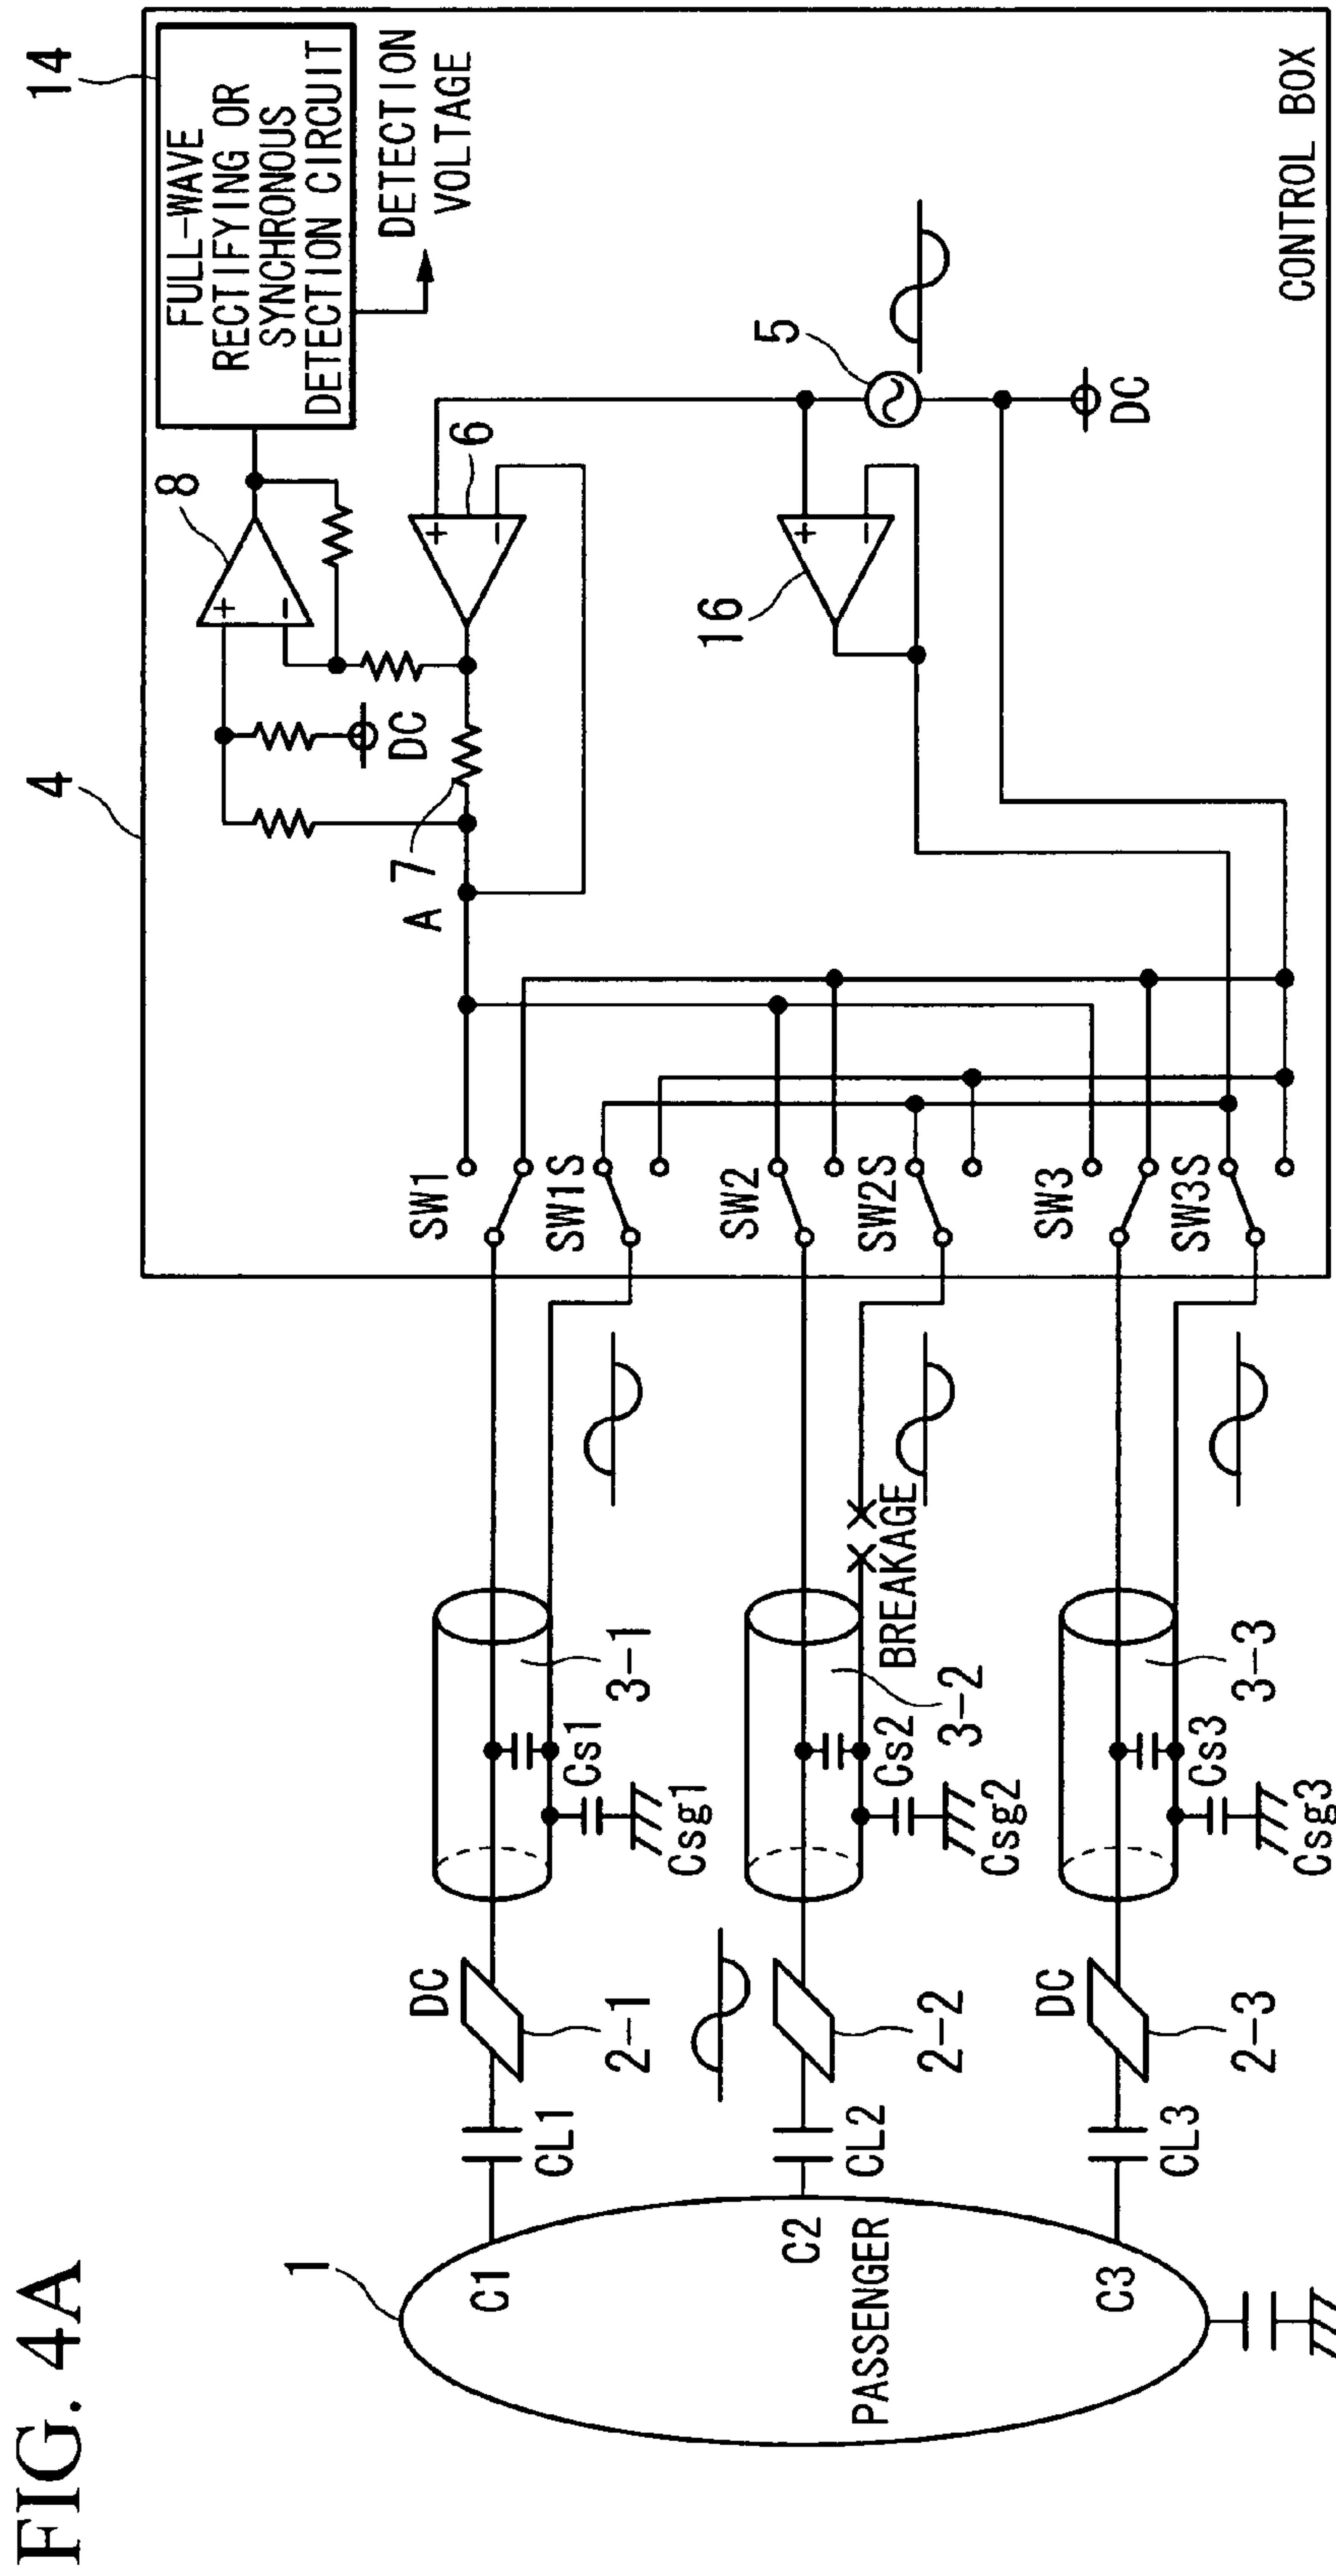 FIG. 4A
1
C1
C2
PASSENGER
C3
CL1
CL2
CL3
DC
2-1
2-2
DC
2-3
Cs1
Csg1
3-1
Cs2
Csg2
3-2
BREAKAGE
Cs3
Csg3
3-3
SW1
SW1S
SW2
SW2S
SW3
SW3S
4
A
7
DC
8
+
-
+
-
6
16
+
-
5
DC
14
FULL-WAVE
RECTIFYING OR
SYNCHRONOUS
DETECTION CIRCUIT
DETECTION
VOLTAGE
CONTROL BOX